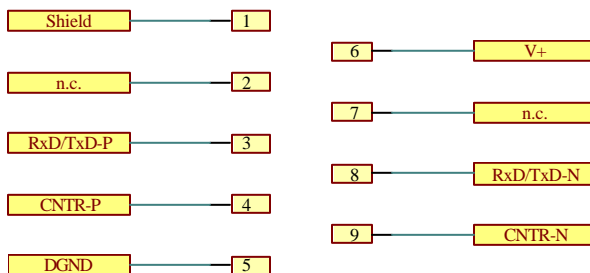 Shield 1
n.c. 2
RxD/TxD-P 3
CNTR-P 4
DGND 5
6 V+
7 n.c.
8 RxD/TxD-N
9 CNTR-N